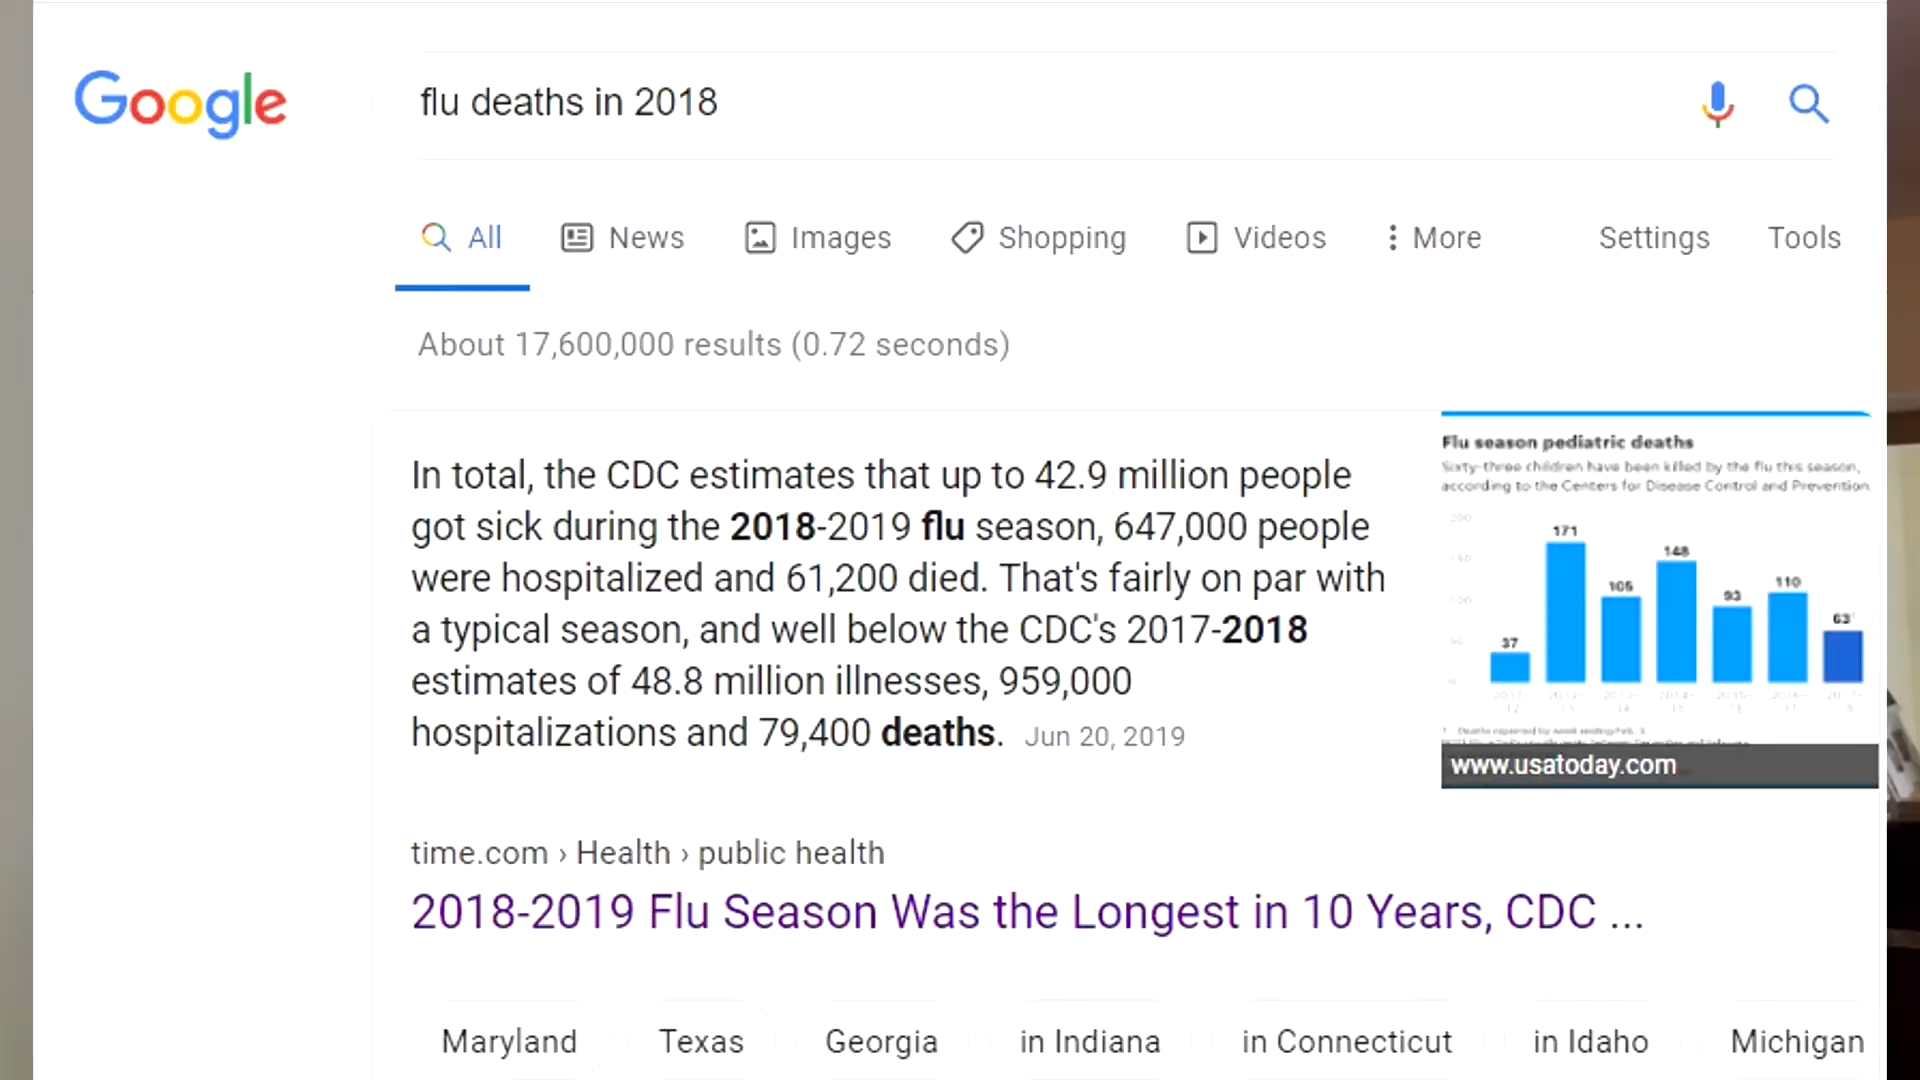 Google
flu deaths in 2018
All News Images Shopping Videos More Settings Tools
About 17,600,000 results (0.72 seconds)
In total, the CDC estimates that up to 42.9 million people
got sick during the 2018-2019 flu season, 647,000 people
were hospitalized and 61,200 died. That's fairly on par with
a typical season, and well below the CDC's 2017-2018
estimates of 48.8 million illnesses, 959,000
hospitalizations and 79,400 deaths. Jun 20, 2019
Flu season pediatric deaths
Sixty-three children have been killed by the flu this season,
according to the Centers for Disease Control and Prevention
171
148
105
110
93
63
37
www.usatoday.com
time.com › Health › public health
2018-2019 Flu Season Was the Longest in 10 Years, CDC ...
Maryland Texas Georgia in Indiana in Connecticut in Idaho Michigan